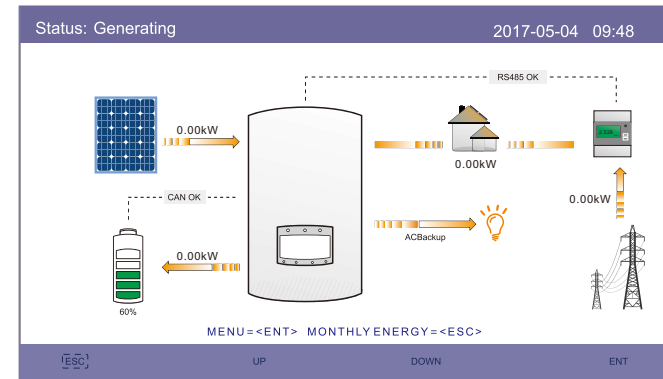 Status: Generating
2017-05-04 09:48
RS485 OK
0.00kW
0.00kW
CAN OK
0.00kW
0.00kW
ACBackup
60%
MENU=<ENT> MONTHLY ENERGY=<ESC>
ESC UP DOWN ENT